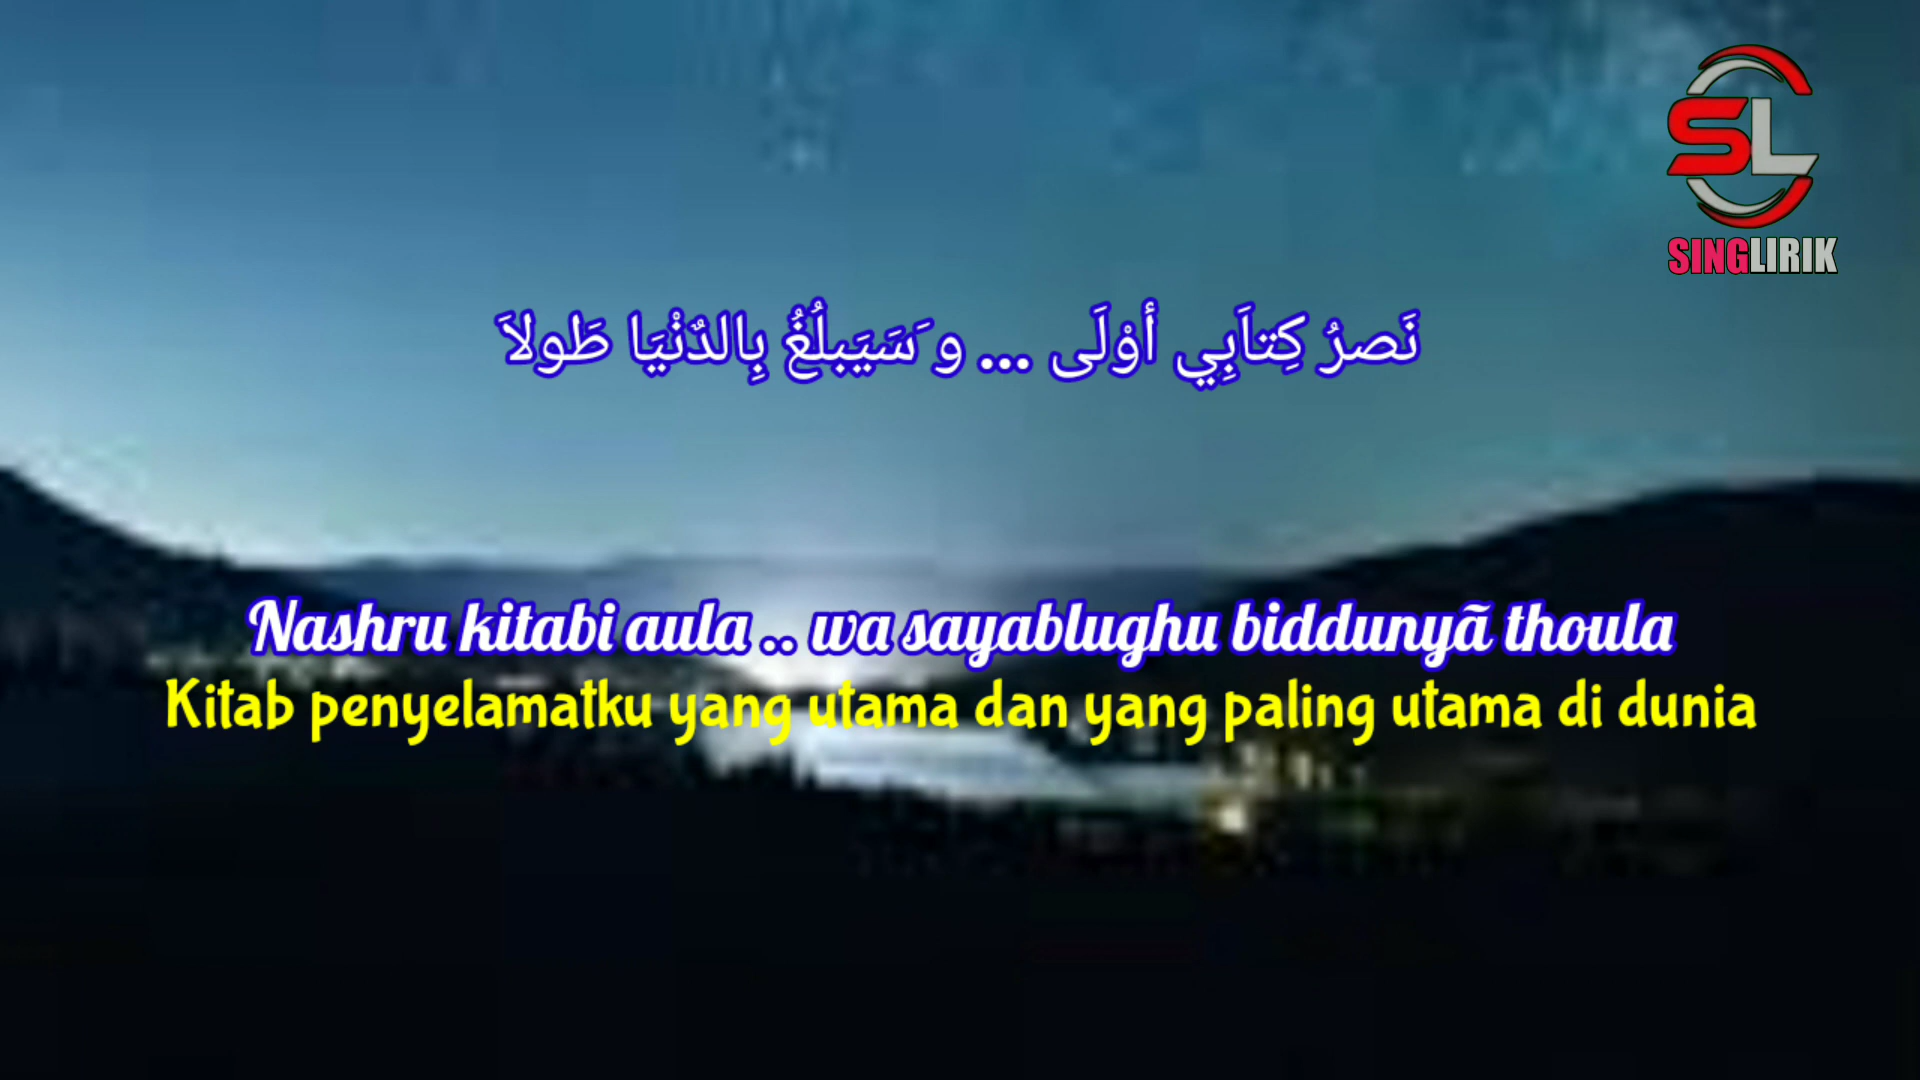 SL
SINGLIRIK
نَصرُ كِتاَبِي أوْلَى ... و َسَيَبلُغُ بِالدٌنْيَا طَولاَ
Nashru kitabi aula .. wa sayablughu biddunyã thoula
Kitab penyelamatku yang utama dan yang paling utama di dunia